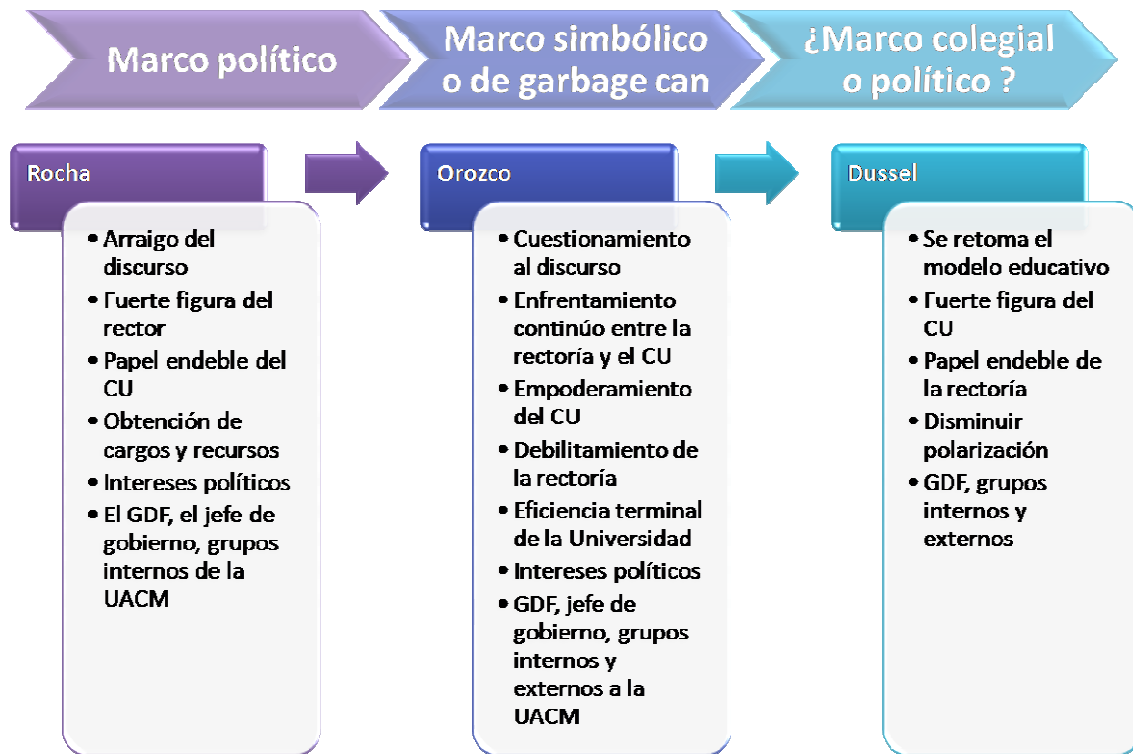 Marco político
Marco simbólico
o de garbage can
¿Marco colegial
o político ?
Rocha
• Arraigo del
discurso
• Fuerte figura del
rector
• Papel endeble del
CU
• Obtención de
cargos y recursos
• Intereses políticos
• El GDF, el jefe de
gobierno, grupos
internos de la
UACM
Orozco
• Cuestionamiento
al discurso
• Enfrentamiento
continúo entre la
rectoría y el CU
• Empoderamiento
del CU
• Debilitamiento de
la rectoría
• Eficiencia terminal
de la Universidad
• Intereses políticos
• GDF, jefe de
gobierno, grupos
internos y
externos a la
UACM
Dussel
• Se retoma el
modelo educativo
• Fuerte figura del
CU
• Papel endeble de
la rectoría
• Disminuir
polarización
• GDF, grupos
internos y
externos